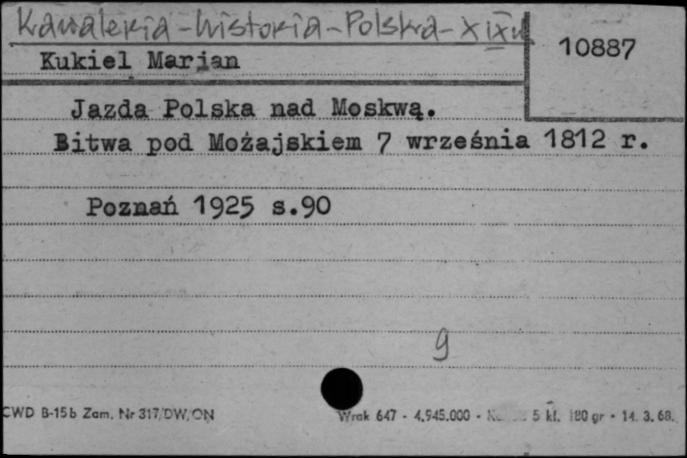 Kawaleria - historia - Polska - XIX w
10887
Kukiel Marian
Jazda Polska nad Moskwą.
Bitwa pod Możajskiem 7 września 1812 r.
Poznań 1925 s.90
9
CWD B-15b Zam. Nr 317/DW/ON
Wrak 647 - 4.945.000 - 5 kl. 180 gr - 14. 3. 68.